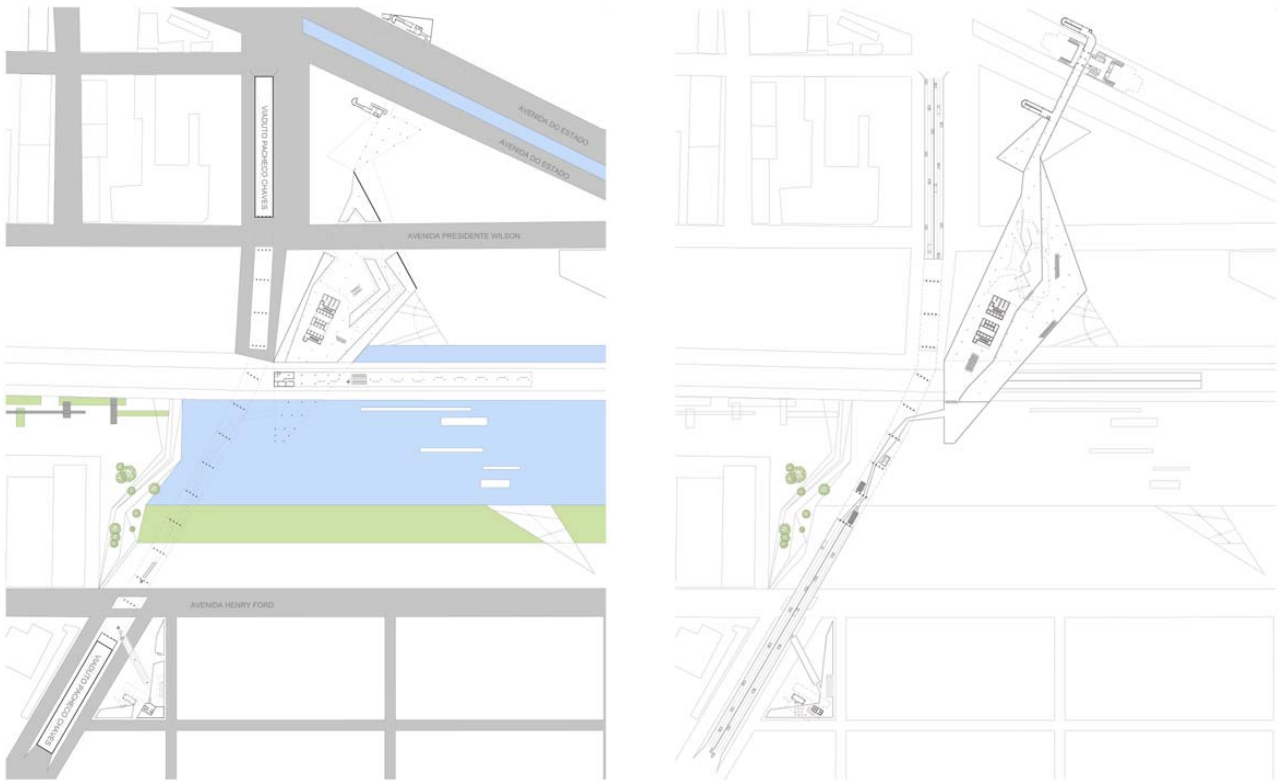 VIADUTO PACHECO CHAVES
AVENIDA DO ESTADO
AVENIDA DO ESTADO
AVENIDA PRESIDENTE WILSON
AVENIDA HENRY FORD
VIADUTO PACHECO CHAVES